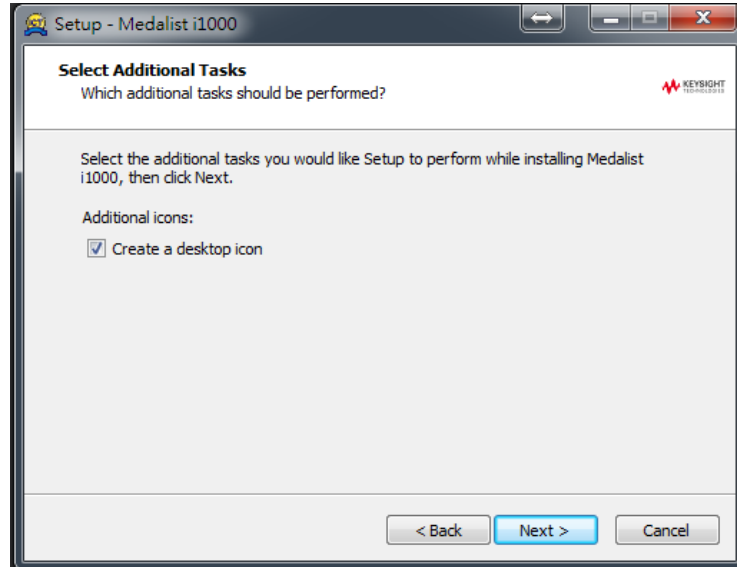 Setup - Medalist i1000
Select Additional Tasks
Which additional tasks should be performed?
KEYSIGHT
TECHNOLOGIES
Select the additional tasks you would like Setup to perform while installing Medalist
i1000, then click Next.
Additional icons:
Create a desktop icon
< Back
Next >
Cancel